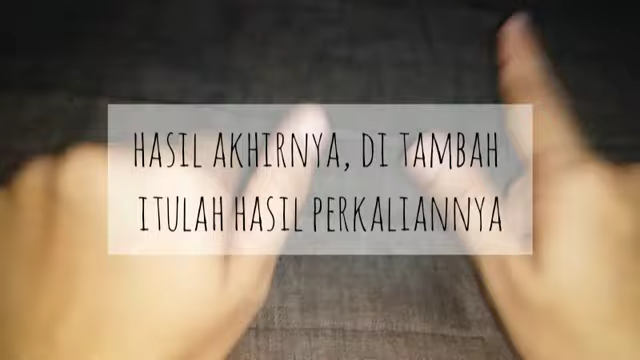 HASIL AKHIRNYA, DI TAMBAH
ITULAH HASIL PERKALIANNYA